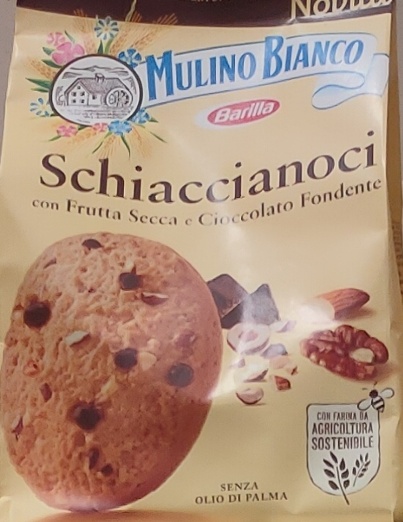 Novità
MULINO BIANCO
Barilla
Schiaccianoci
con Frutta Secca e Cioccolato Fondente
CON FARINA DA
AGRICOLTURA
SOSTENIBILE
SENZA
OLIO DI PALMA